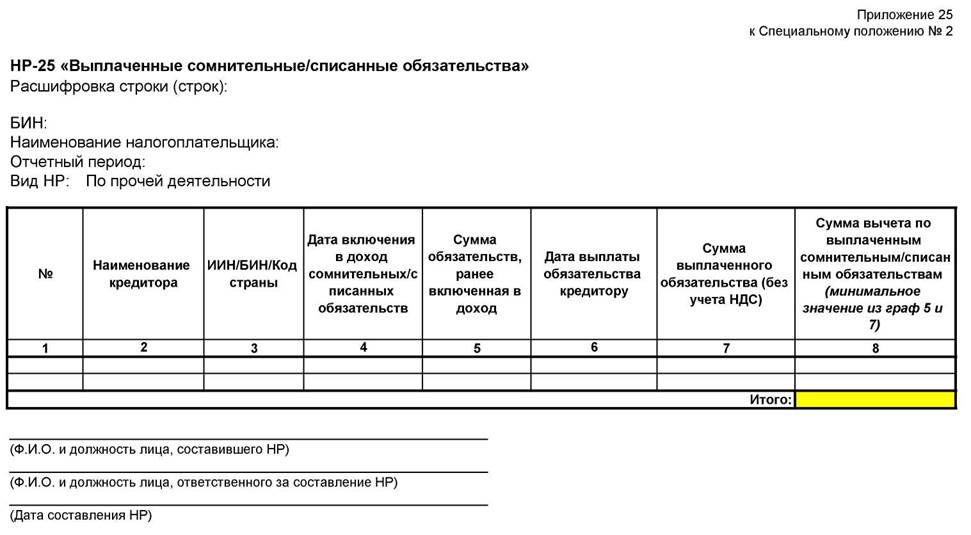 Приложение 25
к Специальному положению № 2
НР-25 «Выплаченные сомнительные/списанные обязательства»
Расшифровка строки (строк):
БИН:
Наименование налогоплательщика:
Отчетный период:
Вид НР: По прочей деятельности
№
Наименование
кредитора
ИИН/БИН/Код
страны
Дата включения
в доход
сомнительных/с
писанных
обязательств
Сумма
обязательств,
ранее
включенная в
доход
Дата выплаты
обязательства
кредитору
Сумма
выплаченного
обязательства (без
учета НДС)
Сумма вычета по
выплаченным
сомнительным/списан
ным обязательствам
(минимальное
значение из граф 5 и
7)
1 2 3 4 5 6 7 8
Итого:
(Ф.И.О. и должность лица, составившего НР)
(Ф.И.О. и должность лица, ответственного за составление НР)
(Дата составления НР)